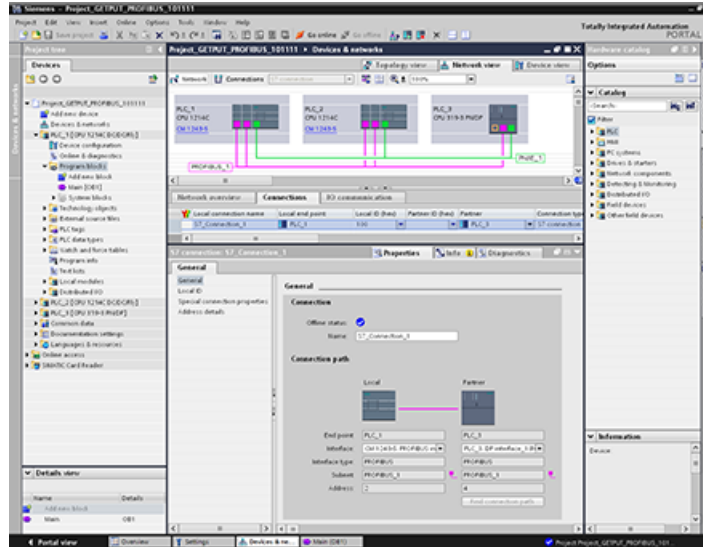 Siemens - Project_GETPUT_PROFIBUS_101111
Project Edit View Insert Online Options Tools Window Help
Totally Integrated Automation
PORTAL
Save project
Go online
Go offline
Project tree
Project_GETPUT_PROFIBUS_101111 ▸ Devices & networks
Hardware catalog
Devices
Topology view
Network view
Device view
Options
Network
Connections
S7 connection
100%
Devices & networks
Catalog
<Search>
Filter
PLC
HMI
PC systems
Drives & starters
Network components
Detecting & Monitoring
Distributed I/O
Field devices
Other field devices
Project_GETPUT_PROFIBUS_101111
Add new device
Devices & networks
PLC_1 [CPU 1214C DC/DC/Rly]
Device configuration
Online & diagnostics
Program blocks
Add new block
Main [OB1]
System blocks
Technology objects
External source files
PLC tags
PLC data types
Watch and force tables
Program info
Text lists
Local modules
Distributed I/O
PLC_2 [CPU 1214C DC/DC/Rly]
PLC_3 [CPU 319-3 PN/DP]
Common data
Documentation settings
Languages & resources
Online access
SIMATIC Card Reader
PLC_1
CPU 1214C
CM 1243-5
PLC_2
CPU 1214C
CM 1243-5
PLC_3
CPU 319-3 PN/DP
PROFIBUS_1
PN/IE_1
Network overview
Connections
IO communication
Local connection name
Local end point
Local ID (hex)
Partner ID (hex)
Partner
Connection type
S7_Connection_1
PLC_1
100
PLC_3
S7 connection
S7 connection: S7_Connection_1
Properties
Info
Diagnostics
General
General
Local ID
Special connection properties
Address details
General
Connection
Offline status:
Name: S7_Connection_1
Connection path
Local
Partner
End point PLC_1 PLC_3
Interface
Interface type PROFIBUS PROFIBUS
Subnet PROFIBUS_1 PROFIBUS_1
Address 2 4
Find connection path
Information
Device:
Details view
Name Details
Add new block
Main OB1
Portal view
Overview
Settings
Devices & ne...
Main (OB1)
Project Project_GETPUT_PROFIBUS_101...